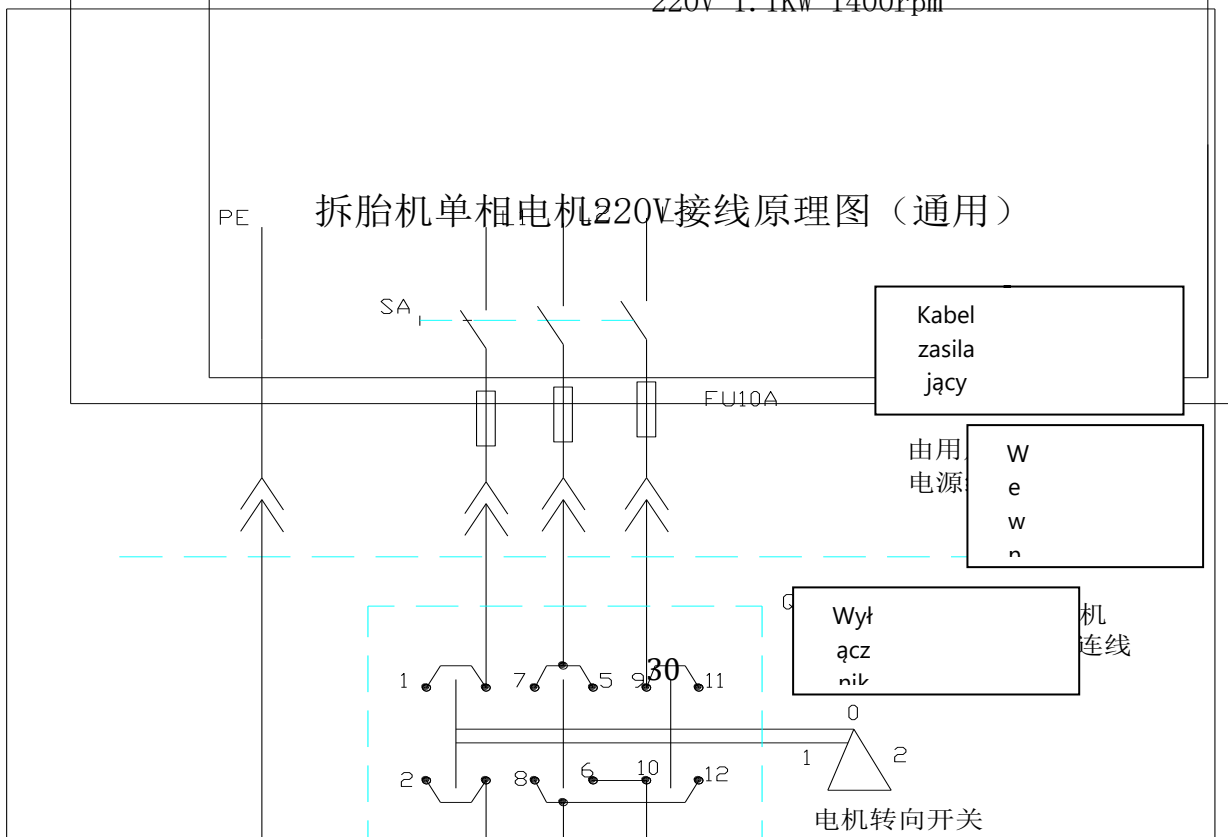 220V 1.1KW 1400rpm
拆胎机单相电机220V接线原理图（通用）
PE
SA
Kabel
zasila
jący
FU10A
由用
电源
W
e
w
n
Wył
ącz
nik
机
连线
30
1
7
5
9
11
0
1
2
2
8
6
10
12
电机转向开关